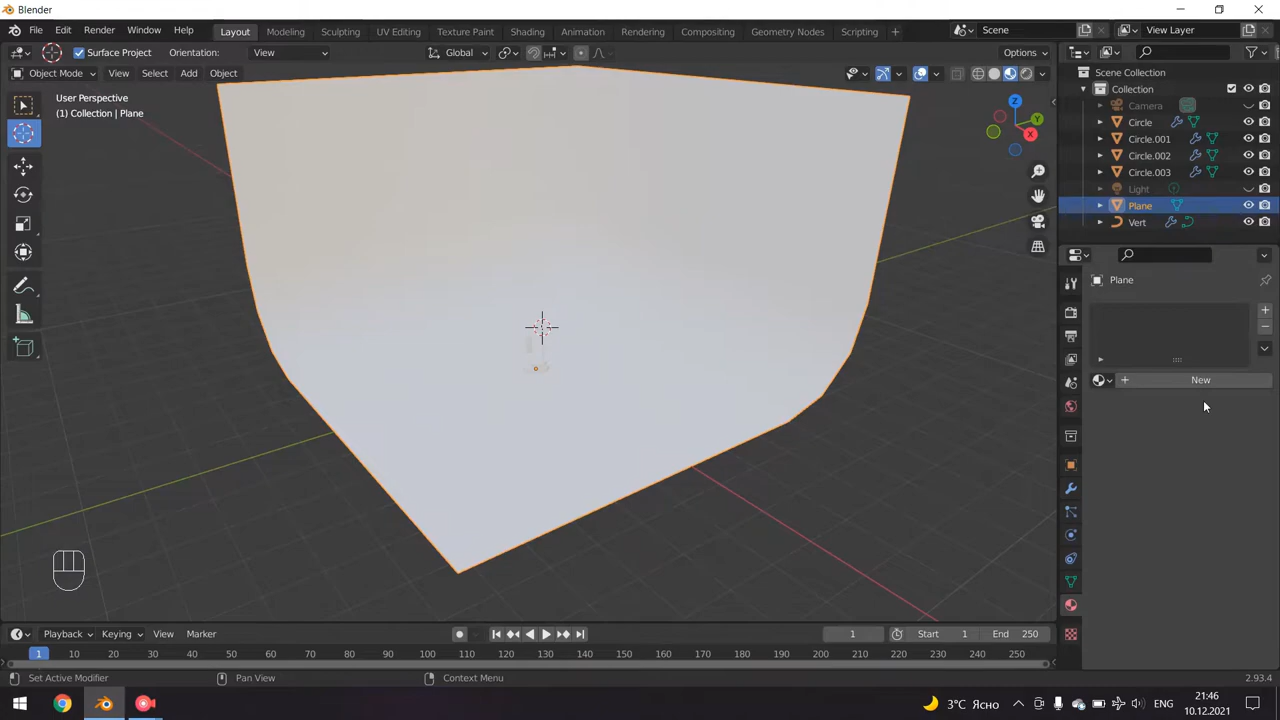 Blender
File Edit Render Window Help Layout Modeling Sculpting UV Editing Texture Paint Shading Animation Rendering Compositing Geometry Nodes Scripting + Scene View Layer
Surface Project Orientation: View Global Options
Object Mode View Select Add Object
User Perspective
(1) Collection | Plane
Z
Y
X
Scene Collection
Collection
Camera
Circle
Circle.001
Circle.002
Circle.003
Light
Plane
Vert
Plane
New
Playback Keying View Marker 1 Start 1 End 250
1 10 20 30 40 50 60 70 80 90 100 110 120 130 140 150 160 170 180 190 200 210 220 230 240 250
Set Active Modifier Pan View Context Menu 2.93.4
3°C Ясно ENG 21:46
10.12.2021